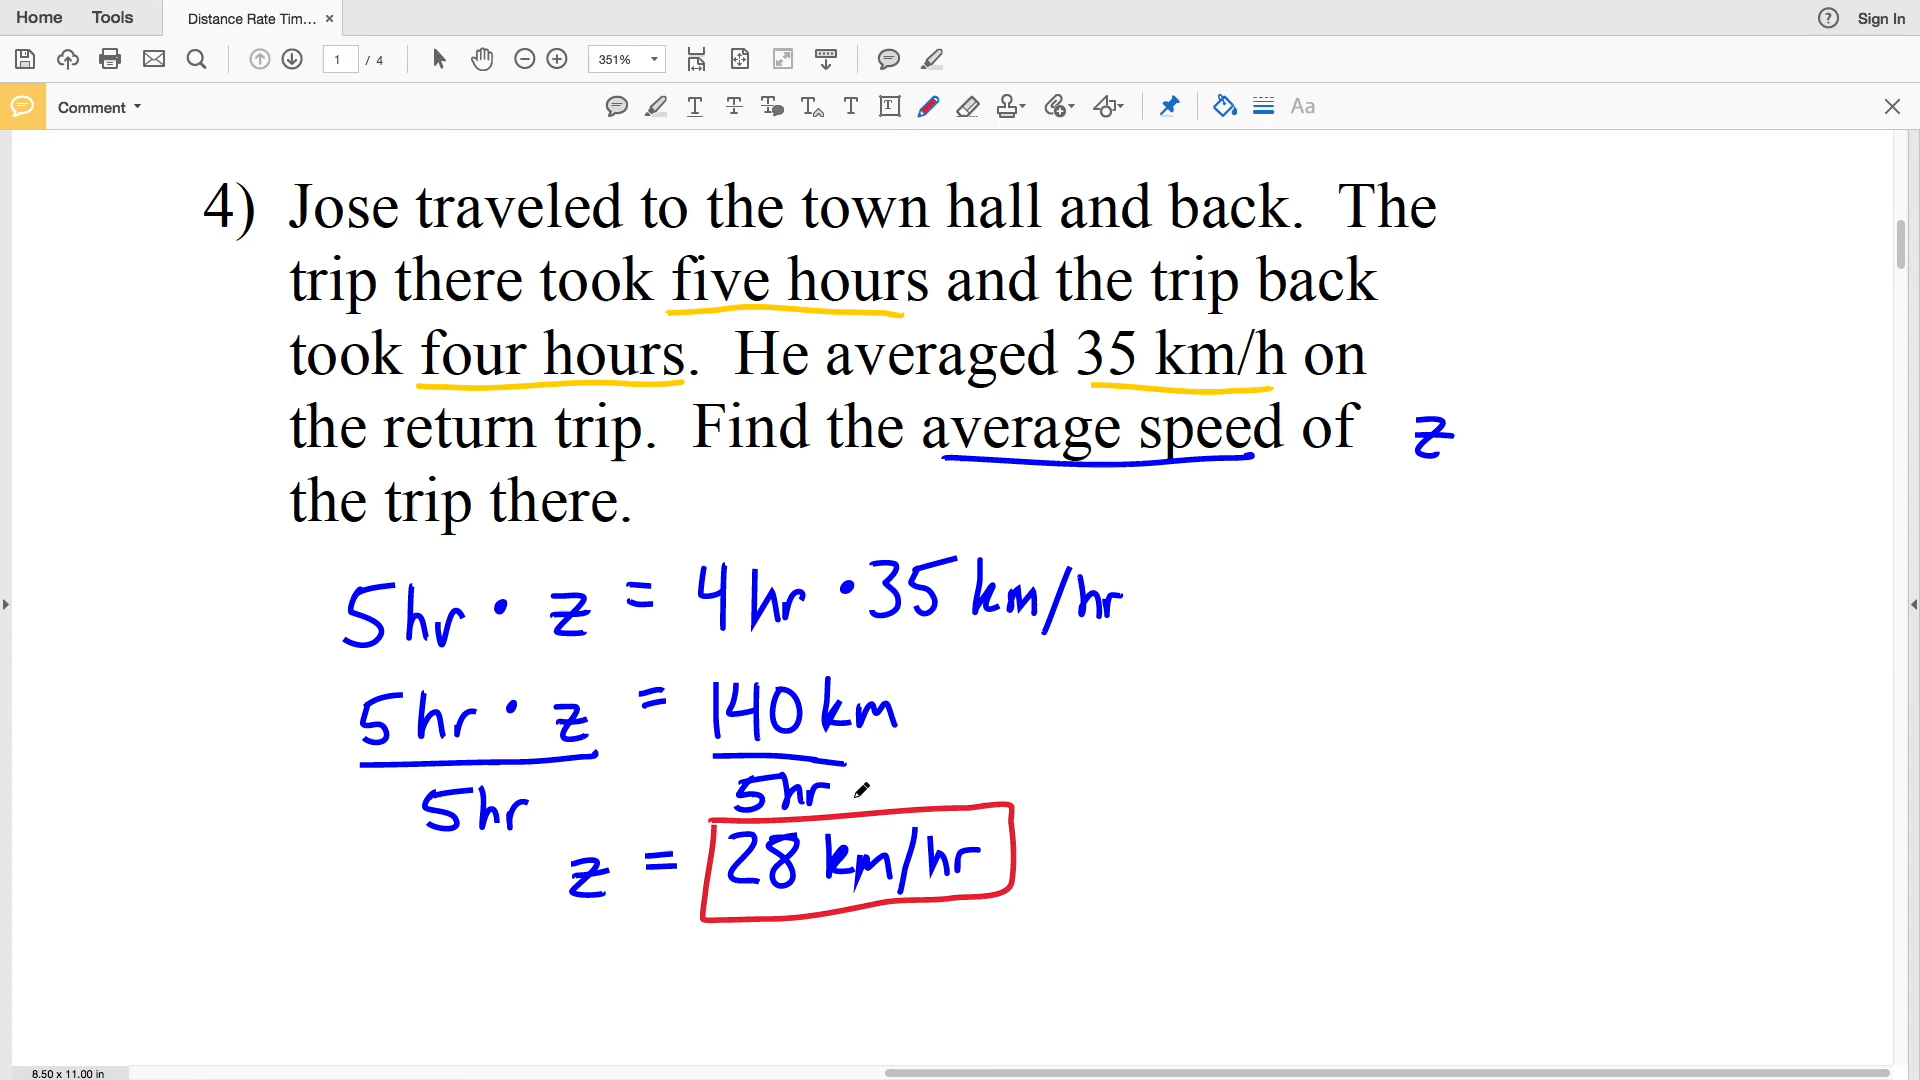 Home Tools Distance Rate Tim... × ? Sign In
1 / 4 351%
Comment T T T T T T Aa
4) Jose traveled to the town hall and back. The
trip there took five hours and the trip back
took four hours. He averaged 35 km/h on
the return trip. Find the average speed of z
the trip there.
5hr · z = 4hr · 35 km/hr
5hr · z = 140 km
5hr 5hr
z = 28 km/hr
8.50 x 11.00 in